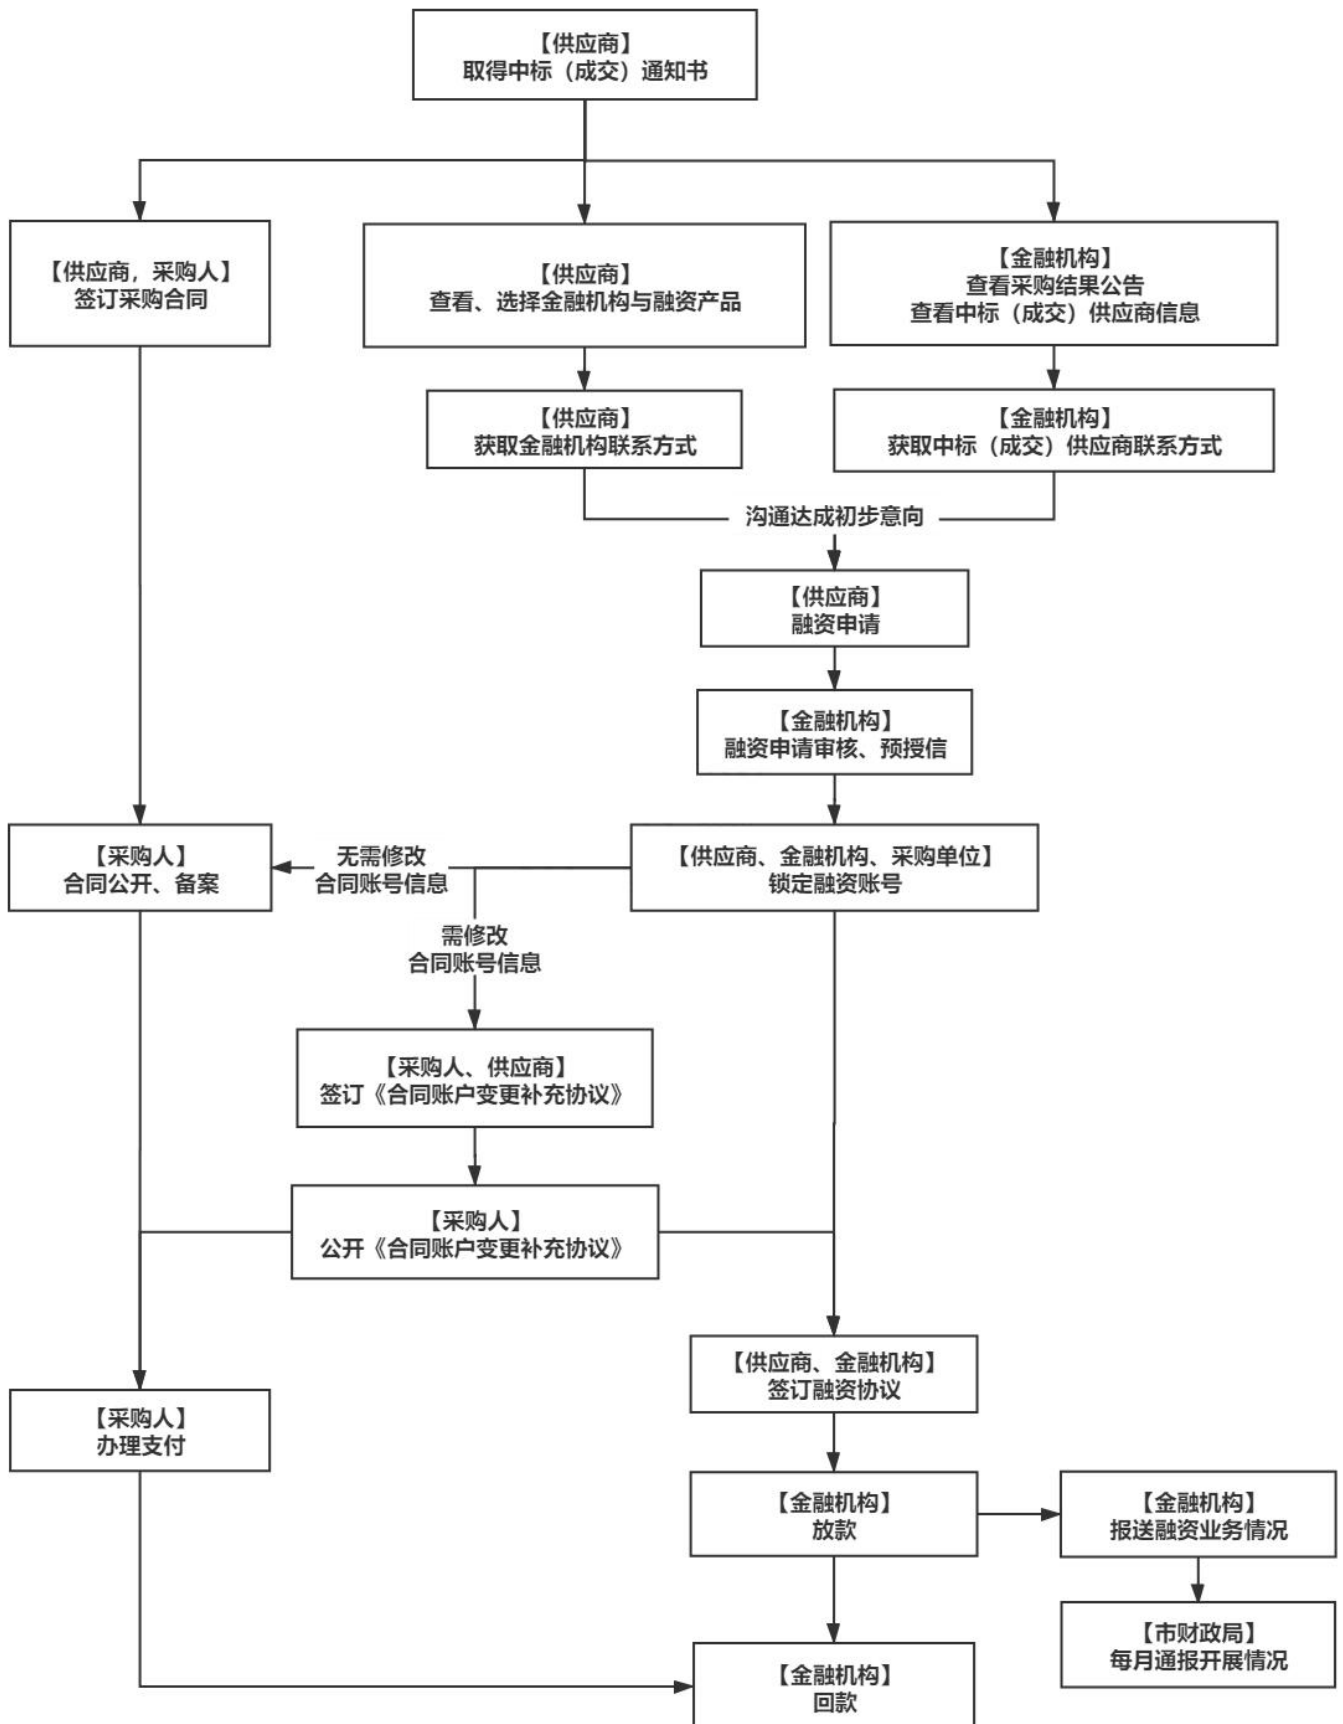 【供应商】
取得中标（成交）通知书
【供应商，采购人】
签订采购合同
【供应商】
查看、选择金融机构与融资产品
【金融机构】
查看采购结果公告
查看中标（成交）供应商信息
【供应商】
获取金融机构联系方式
【金融机构】
获取中标（成交）供应商联系方式
沟通达成初步意向
【供应商】
融资申请
【金融机构】
融资申请审核、预授信
【采购人】
合同公开、备案
无需修改
合同账号信息
【供应商、金融机构、采购单位】
锁定融资账号
需修改
合同账号信息
【采购人、供应商】
签订《合同账户变更补充协议》
【采购人】
公开《合同账户变更补充协议》
【供应商、金融机构】
签订融资协议
【采购人】
办理支付
【金融机构】
放款
【金融机构】
报送融资业务情况
【市财政局】
每月通报开展情况
【金融机构】
回款